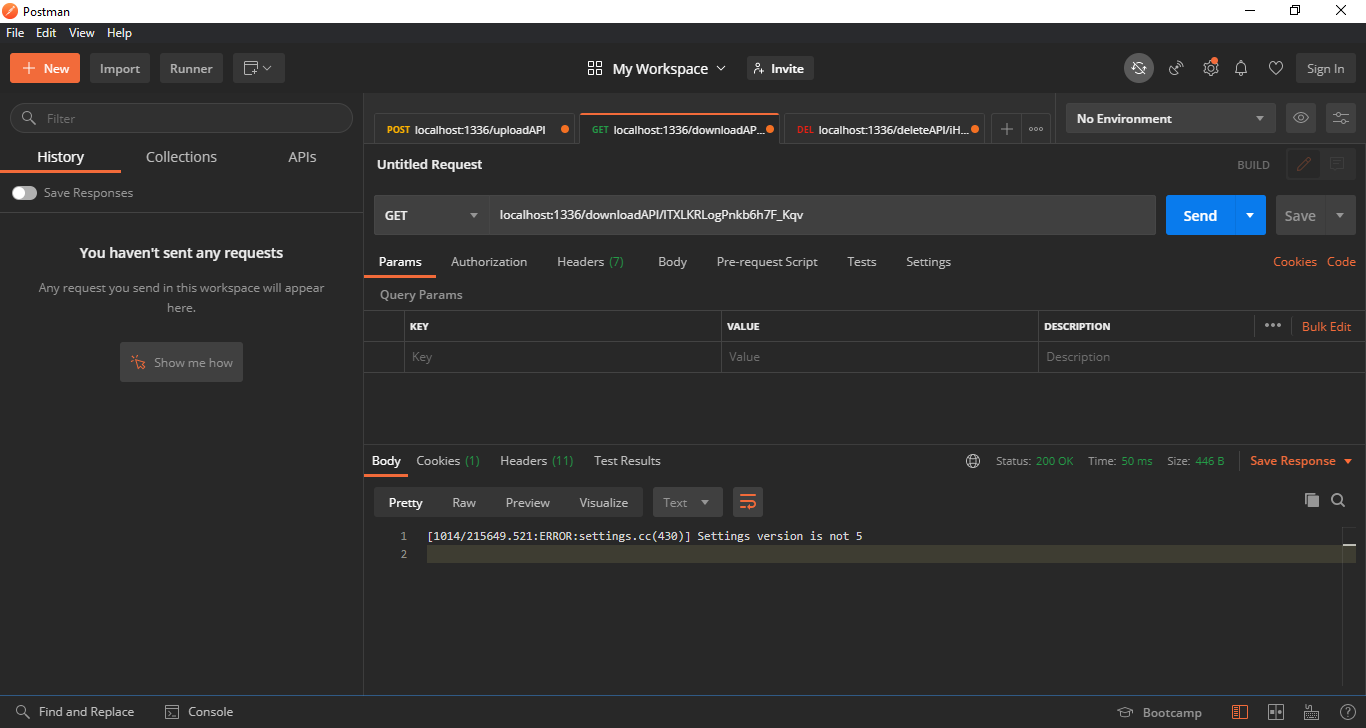 Postman
File Edit View Help
New Import Runner My Workspace Invite Sign In
Filter
History Collections APIs
Save Responses
You haven't sent any requests
Any request you send in this workspace will appear
here.
Show me how
POST localhost:1336/uploadAPI GET localhost:1336/downloadAP... DEL localhost:1336/deleteAPI/iH... No Environment
Untitled Request BUILD
GET localhost:1336/downloadAPI/ITXLKRLogPnkb6h7F_Kqv Send Save
Params Authorization Headers (7) Body Pre-request Script Tests Settings Cookies Code
Query Params
KEY VALUE DESCRIPTION Bulk Edit
Key Value Description
Body Cookies (1) Headers (11) Test Results Status: 200 OK Time: 50 ms Size: 446 B Save Response
Pretty Raw Preview Visualize Text
1 [1014/215649.521:ERROR:settings.cc(430)] Settings version is not 5
2
Find and Replace Console Bootcamp